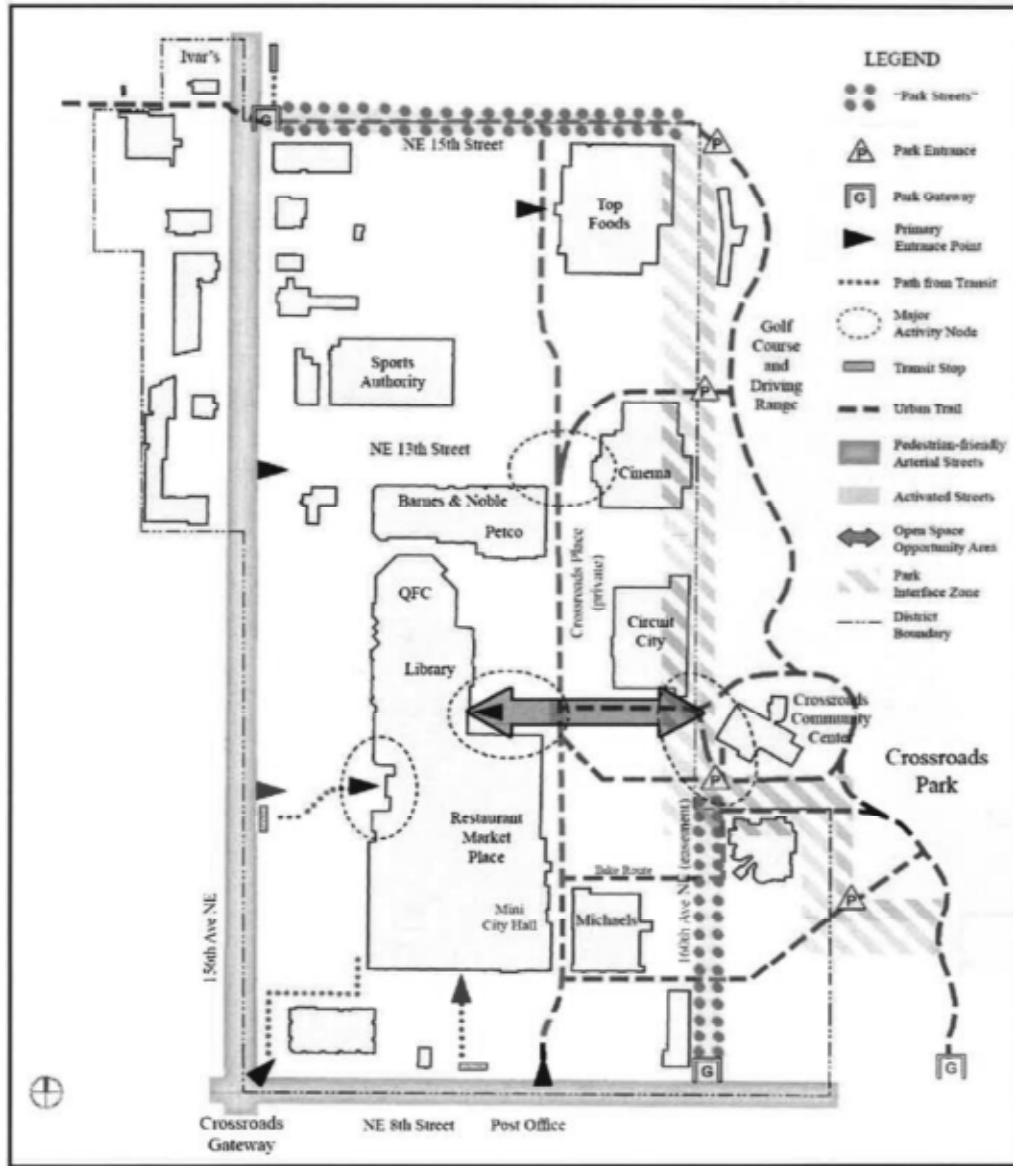 Ivar's
LEGEND
"Park Streets"
G
NE 15th Street
P
P
Park Entrance
G
Park Gateway
Top
Foods
Primary
Entrance Point
Path from Transit
Major
Activity Node
Golf
Course
and
Driving
Range
Transit Stop
Sports
Authority
P
Urban Trail
NE 13th Street
Pedestrian-friendly
Arterial Streets
Cinema
Barnes & Noble
Activated Streets
Petco
Open Space
Opportunity Area
Crossroads Place
(private)
QFC
Park
Interface Zone
Circuit
City
District
Boundary
Library
Crossroads
Community
Center
P
Crossroads
Park
Restaurant
Market
Place
160th Ave NE (easement)
Bike Route
P
Mini
City Hall
Michaels
156th Ave NE
G
G
Crossroads
Gateway
NE 8th Street
Post Office